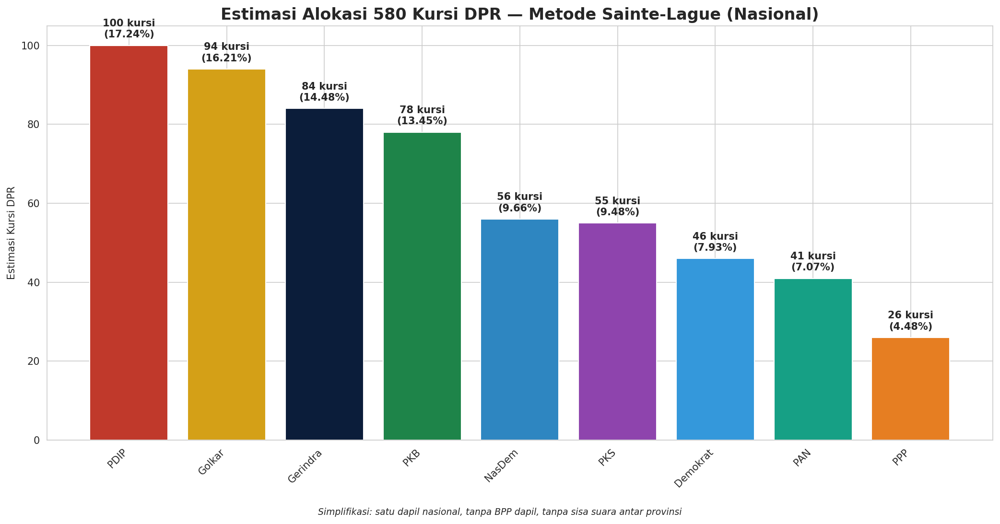 Estimasi Alokasi 580 Kursi DPR — Metode Sainte-Lague (Nasional)
100 kursi
(17.24%)
94 kursi
(16.21%)
84 kursi
(14.48%)
78 kursi
(13.45%)
56 kursi
(9.66%)
55 kursi
(9.48%)
46 kursi
(7.93%)
41 kursi
(7.07%)
26 kursi
(4.48%)
Estimasi Kursi DPR
100
80
60
40
20
0
PDIP
Golkar
Gerindra
PKB
NasDem
PKS
Demokrat
PAN
PPP
Simplifikasi: satu dapil nasional, tanpa BPP dapil, tanpa sisa suara antar provinsi